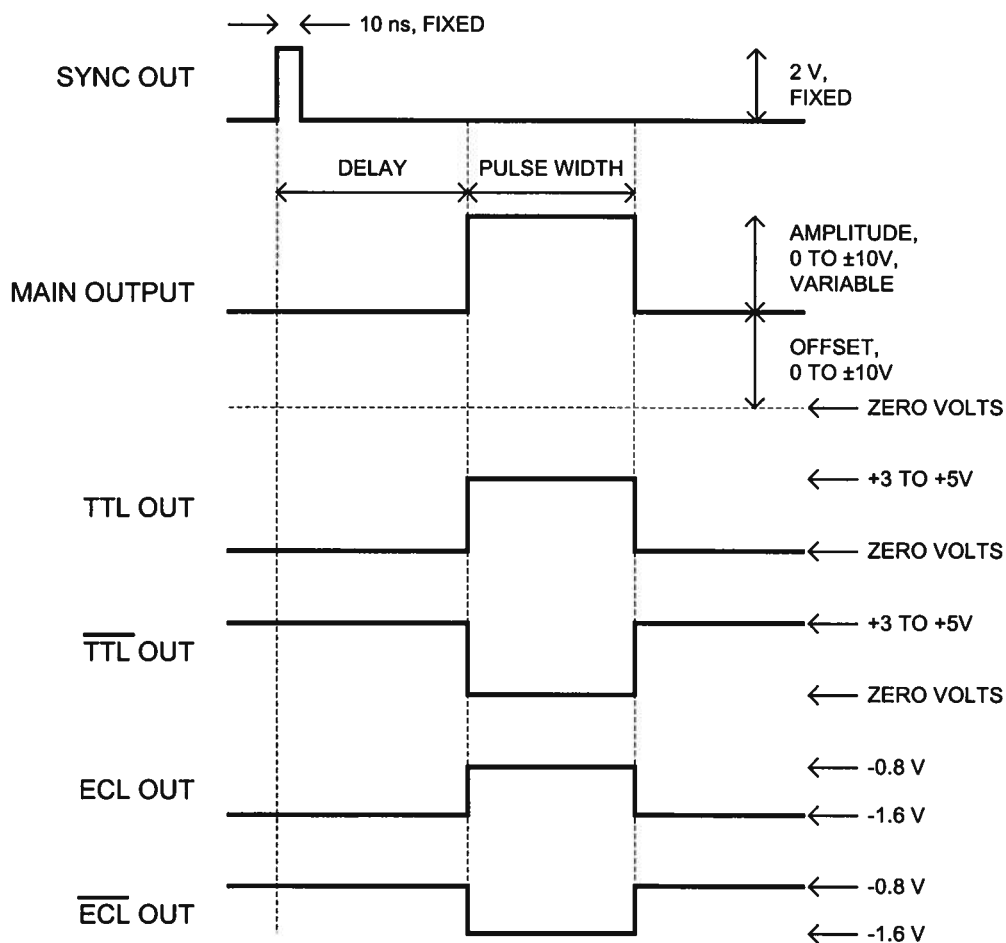 10 ns, FIXED
SYNC OUT
2 V,
FIXED
DELAY
PULSE WIDTH
AMPLITUDE,
0 TO ±10V,
VARIABLE
MAIN OUTPUT
OFFSET,
0 TO ±10V
ZERO VOLTS
+3 TO +5V
TTL OUT
ZERO VOLTS
+3 TO +5V
T̅T̅L̅ OUT
ZERO VOLTS
-0.8 V
ECL OUT
-1.6 V
-0.8 V
E̅C̅L̅ OUT
-1.6 V